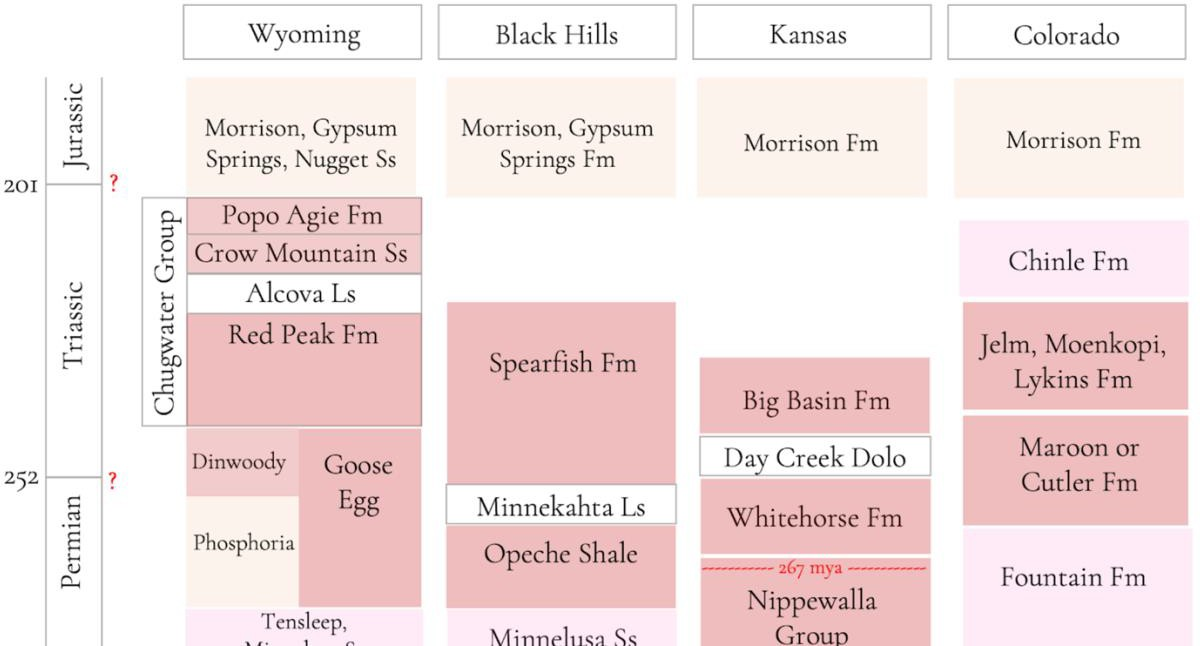 Wyoming
Black Hills
Kansas
Colorado
Jurassic
201
?
Triassic
252
?
Permian
Morrison, Gypsum
Springs, Nugget Ss
Chugwater Group
Popo Agie Fm
Crow Mountain Ss
Alcova Ls
Red Peak Fm
Dinwoody
Goose
Egg
Phosphoria
Tensleep,
Morrison, Gypsum
Springs Fm
Spearfish Fm
Minnekahta Ls
Opeche Shale
Minnelusa Ss
Morrison Fm
Big Basin Fm
Day Creek Dolo
Whitehorse Fm
267 mya
Nippewalla
Group
Morrison Fm
Chinle Fm
Jelm, Moenkopi,
Lykins Fm
Maroon or
Cutler Fm
Fountain Fm